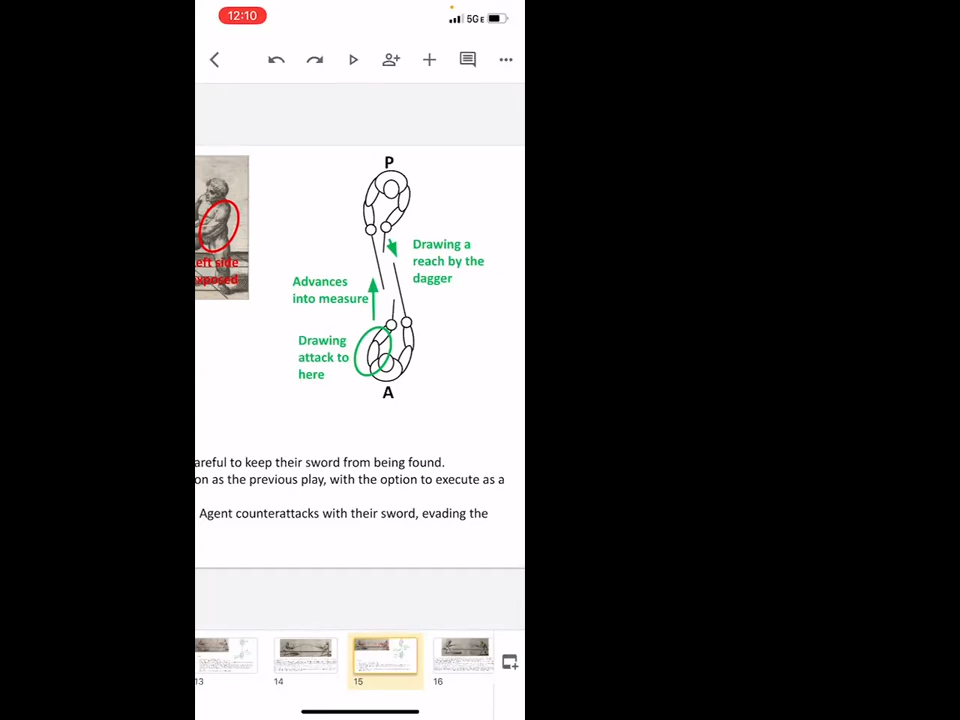 12:10
5GE
P
Drawing a
reach by the
dagger
eft side
xposed
Advances
into measure
Drawing
attack to
here
A
areful to keep their sword from being found.
on as the previous play, with the option to execute as a
Agent counterattacks with their sword, evading the
13
14
15
16